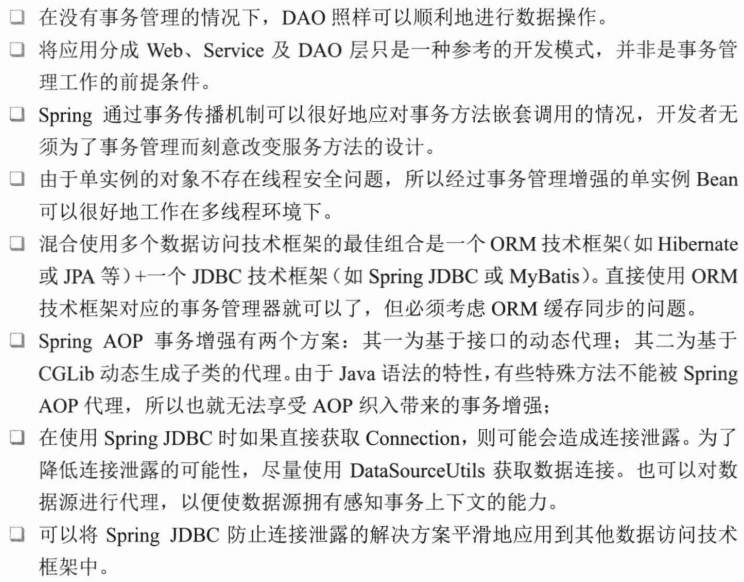 ❑ 在没有事务管理的情况下，DAO 照样可以顺利地进行数据操作。
❑ 将应用分成 Web、Service 及 DAO 层只是一种参考的开发模式，并非是事务管
理工作的前提条件。
❑ Spring 通过事务传播机制可以很好地应对事务方法嵌套调用的情况，开发者无
须为了事务管理而刻意改变服务方法的设计。
❑ 由于单实例的对象不存在线程安全问题，所以经过事务管理增强的单实例 Bean
可以很好地工作在多线程环境下。
❑ 混合使用多个数据访问技术框架的最佳组合是一个 ORM 技术框架（如 Hibernate
或 JPA 等）+一个 JDBC 技术框架（如 Spring JDBC 或 MyBatis）。直接使用 ORM
技术框架对应的事务管理器就可以了，但必须考虑 ORM 缓存同步的问题。
❑ Spring AOP 事务增强有两个方案：其一为基于接口的动态代理；其二为基于
CGLib 动态生成子类的代理。由于 Java 语法的特性，有些特殊方法不能被 Spring
AOP 代理，所以也就无法享受 AOP 织入带来的事务增强；
❑ 在使用 Spring JDBC 时如果直接获取 Connection，则可能会造成连接泄露。为了
降低连接泄露的可能性，尽量使用 DataSourceUtils 获取数据连接。也可以对数
据源进行代理，以便使数据源拥有感知事务上下文的能力。
❑ 可以将 Spring JDBC 防止连接泄露的解决方案平滑地应用到其他数据访问技术
框架中。